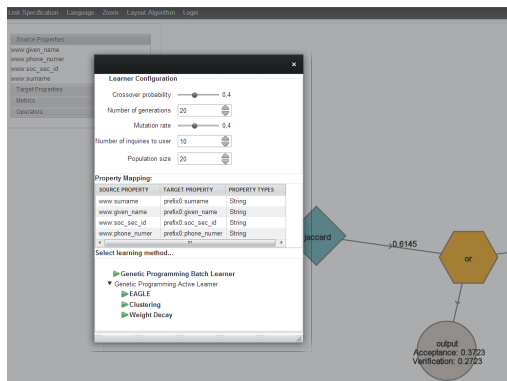 Link Specification Language Zoom Layout Algorithm Login
Source Properties
www:given_name
www:phone_numer
www:soc_sec_id
www:surname
Target Properties
Metrics
Operators
×
Learner Configuration
Crossover probability 0,4
Number of generations 20
Mutation rate 0,4
Number of inquiries to user 10
Population size 20
Property Mapping:
SOURCE PROPERTY TARGET PROPERTY PROPERTY TYPES
www:surname prefix0:surname String
www:given_name prefix0:given_name String
www:soc_sec_id prefix0:soc_sec_id String
www:phone_numer prefix0:phone_numer String
Select learning method...
Genetic Programming Batch Learner
Genetic Programming Active Learner
EAGLE
Clustering
Weight Decay
jaccard
0.6145
or
output
Acceptance: 0.3723
Verification: 0.2723